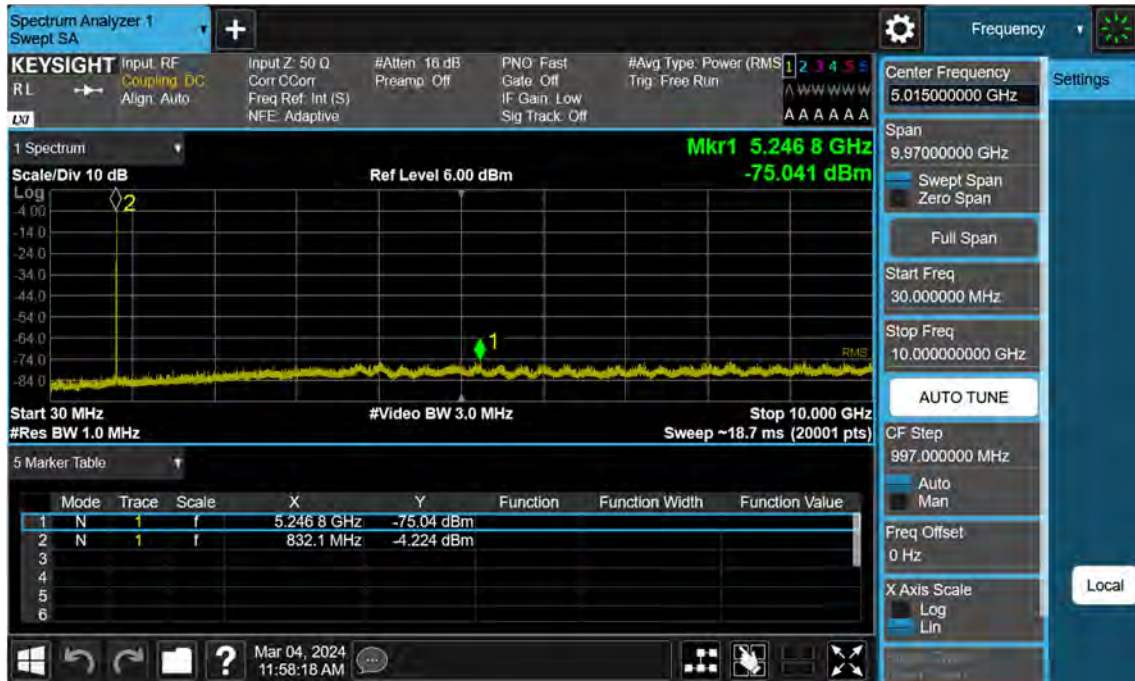 Spectrum Analyzer 1
Swept SA
Frequency
KEYSIGHT
RL
LXI
Input: RF
Coupling: DC
Align: Auto
Input Z: 50 Ω
Corr CCorr
Freq Ref: Int (S)
NFE: Adaptive
#Atten: 16 dB
Preamp: Off
PNO: Fast
Gate: Off
IF Gain: Low
Sig Track: Off
#Avg Type: Power (RMS
Trig: Free Run
1 2 3 4 5 6
A W W W W W
A A A A A A
1 Spectrum
Mkr1 5.246 8 GHz
Scale/Div 10 dB
Ref Level 6.00 dBm
-75.041 dBm
Log
2
-4.00
-14.0
-24.0
-34.0
-44.0
-54.0
-64.0
1
RMS
-74.0
-84.0
Start 30 MHz
#Video BW 3.0 MHz
Stop 10.000 GHz
#Res BW 1.0 MHz
Sweep ~18.7 ms (20001 pts)
5 Marker Table
Mode Trace Scale X Y Function Function Width Function Value
1 N 1 f 5.246 8 GHz -75.04 dBm
2 N 1 f 832.1 MHz -4.224 dBm
3
4
5
6
?
Mar 04, 2024
11:58:18 AM
Center Frequency
5.015000000 GHz
Span
9.97000000 GHz
Swept Span
Zero Span
Full Span
Start Freq
30.000000 MHz
Stop Freq
10.000000000 GHz
AUTO TUNE
CF Step
997.000000 MHz
Auto
Man
Freq Offset
0 Hz
X Axis Scale
Log
Lin
Settings
Local